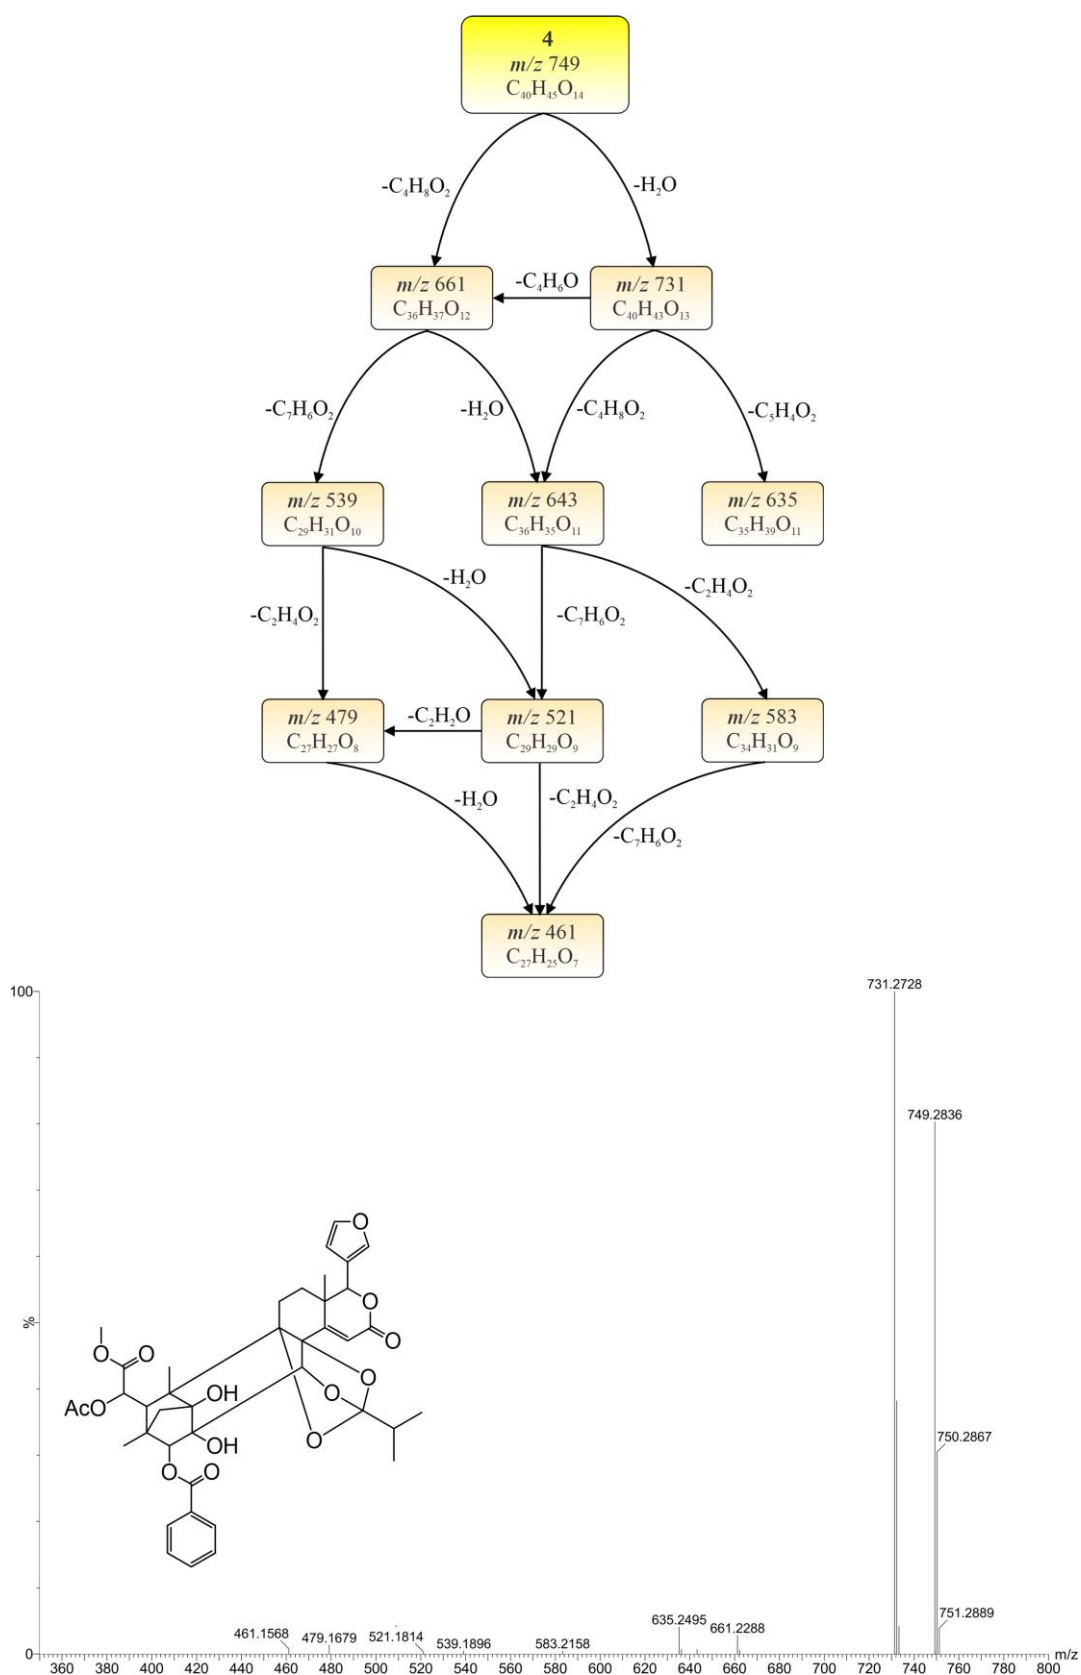 4
m/z 749
C₄₀H₄₅O₁₄
-C₄H₈O₂
-H₂O
m/z 661
C₃₆H₃₇O₁₂
-C₄H₆O
m/z 731
C₄₀H₄₃O₁₃
-C₇H₆O₂
-H₂O
-C₄H₈O₂
-C₅H₄O₂
m/z 539
C₂₉H₃₁O₁₀
m/z 643
C₃₆H₃₅O₁₁
m/z 635
C₃₅H₃₉O₁₁
-C₂H₄O₂
-H₂O
-C₇H₆O₂
-C₂H₄O₂
m/z 479
C₂₇H₂₇O₈
-C₂H₂O
m/z 521
C₂₉H₂₉O₉
m/z 583
C₃₄H₃₁O₉
-H₂O
-C₂H₄O₂
-C₇H₆O₂
m/z 461
C₂₇H₂₅O₇
100
731.2728
749.2836
O
O
O
%
O
O
O
OH
O
AcO
O
OH
O
O
750.2867
751.2889
635.2495
661.2288
461.1568
479.1679
521.1814
539.1896
583.2158
0
360 380 400 420 440 460 480 500 520 540 560 580 600 620 640 660 680 700 720 740 760 780 800 m/z